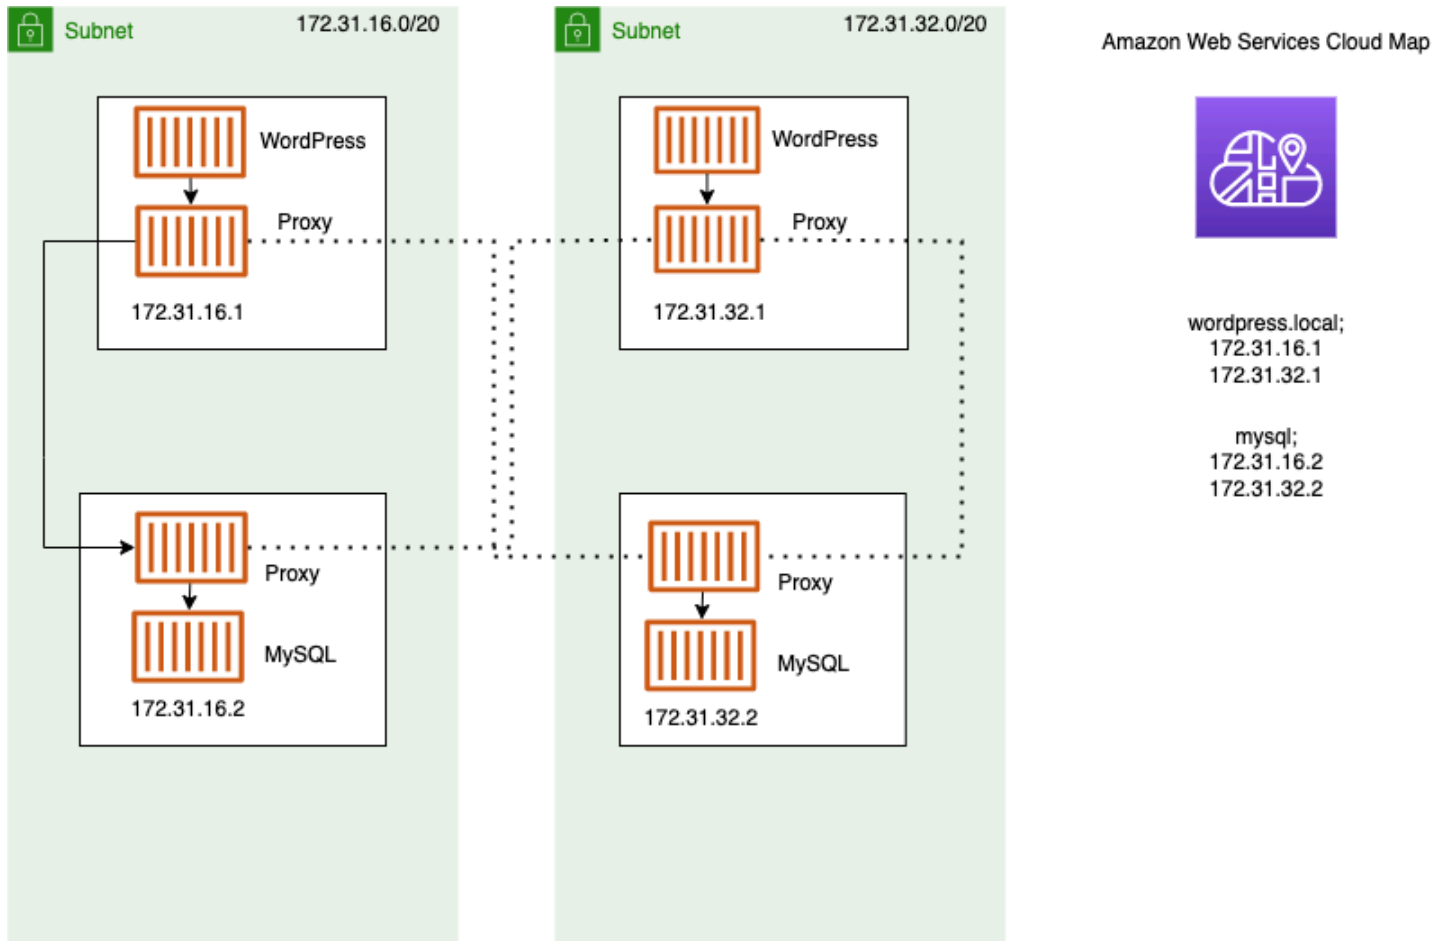 Subnet
172.31.16.0/20
WordPress
Proxy
172.31.16.1
Proxy
MySQL
172.31.16.2
Subnet
172.31.32.0/20
WordPress
Proxy
172.31.32.1
Proxy
MySQL
172.31.32.2
Amazon Web Services Cloud Map
wordpress.local;
172.31.16.1
172.31.32.1
mysql;
172.31.16.2
172.31.32.2